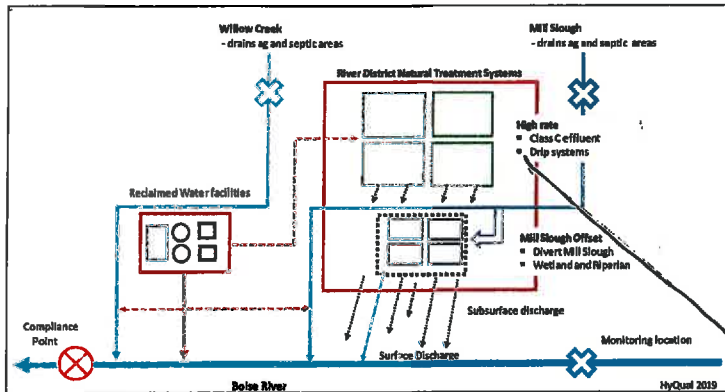 Willow Creek
- drains ag and septic areas
Mill Slough
- drains ag and septic areas
River District Natural Treatment Systems
High rate
Class C effluent
Drip systems
Reclaimed Water facilities
Mill Slough Offset
Divert Mill Slough
Wetland and Riperian
Subsurface discharge
Compliance
Point
Monitoring location
Surface Discharge
Boise River
HyQual 2019